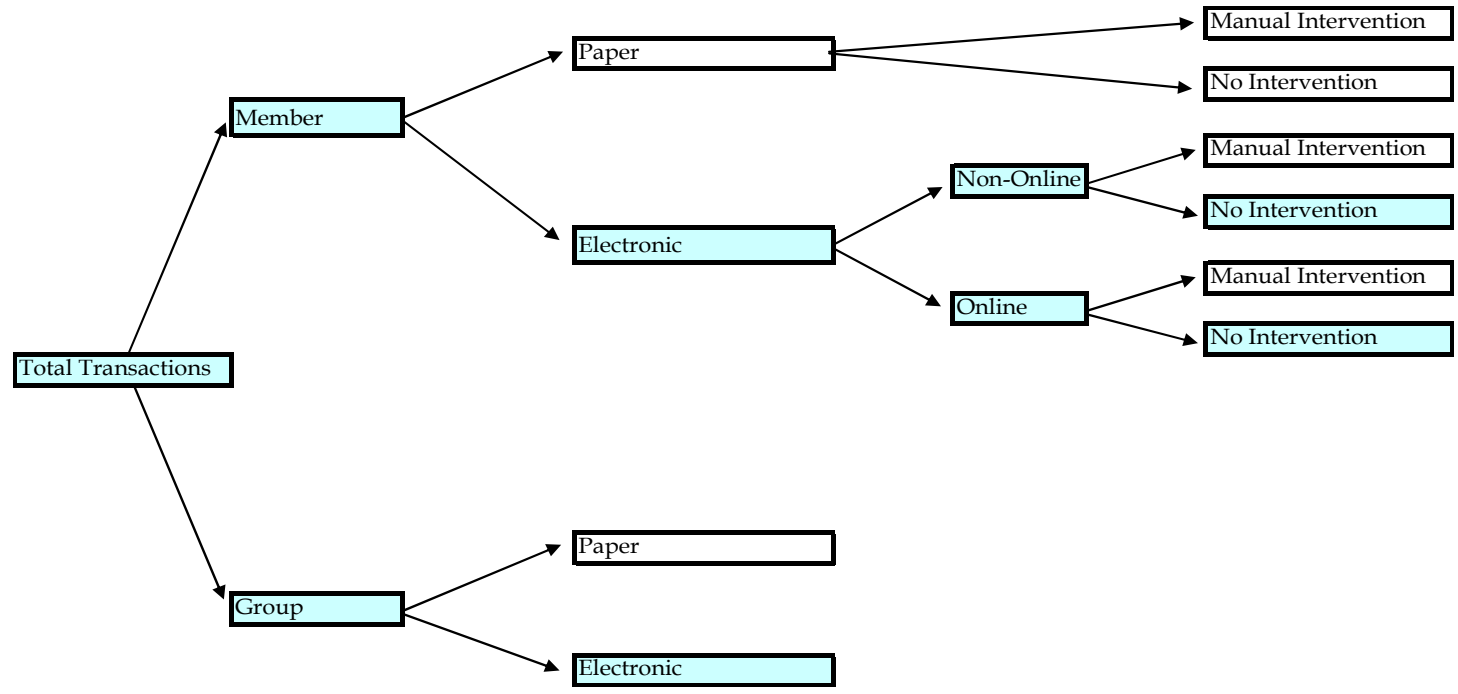 Manual Intervention
Paper
No Intervention
Member
Manual Intervention
Non-Online
No Intervention
Electronic
Manual Intervention
Online
No Intervention
Total Transactions
Paper
Group
Electronic